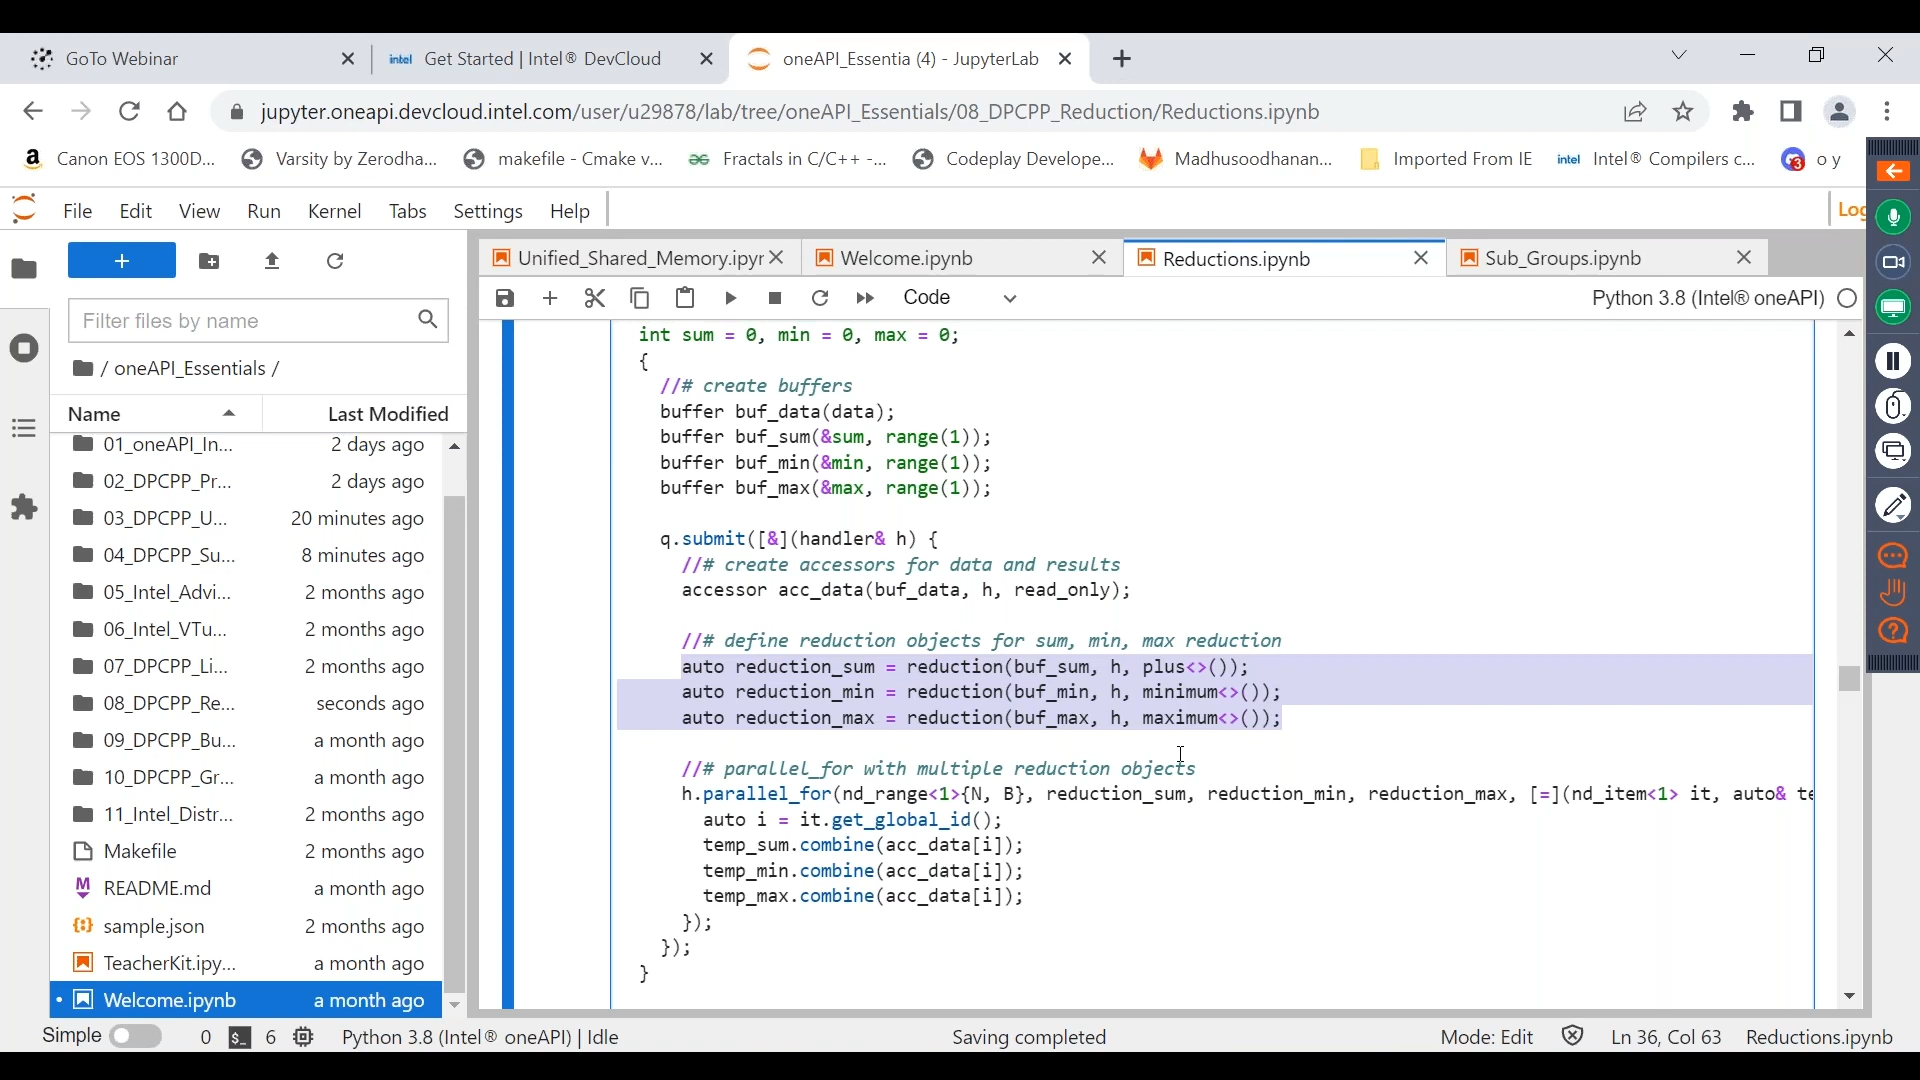 GoTo Webinar
intel Get Started | Intel® DevCloud
oneAPI_Essentia (4) - JupyterLab
jupyter.oneapi.devcloud.intel.com/user/u29878/lab/tree/oneAPI_Essentials/08_DPCPP_Reduction/Reductions.ipynb
Canon EOS 1300D...
Varsity by Zerodha...
makefile - Cmake v...
Fractals in C/C++ -...
Codeplay Develope...
Madhusoodhanan...
Imported From IE
intel Intel® Compilers c...
3 o y
File Edit View Run Kernel Tabs Settings Help
Log
Unified_Shared_Memory.ipyn
Welcome.ipynb
Reductions.ipynb
Sub_Groups.ipynb
Code
Python 3.8 (Intel® oneAPI)
Filter files by name
/ oneAPI_Essentials /
Name Last Modified
01_oneAPI_In... 2 days ago
02_DPCPP_Pr... 2 days ago
03_DPCPP_U... 20 minutes ago
04_DPCPP_Su... 8 minutes ago
05_Intel_Advi... 2 months ago
06_Intel_VTu... 2 months ago
07_DPCPP_Li... 2 months ago
08_DPCPP_Re... seconds ago
09_DPCPP_Bu... a month ago
10_DPCPP_Gr... a month ago
11_Intel_Distr... 2 months ago
Makefile 2 months ago
README.md a month ago
sample.json 2 months ago
TeacherKit.ipy... a month ago
Welcome.ipynb a month ago
int sum = 0, min = 0, max = 0;
{
//# create buffers
buffer buf_data(data);
buffer buf_sum(&sum, range(1));
buffer buf_min(&min, range(1));
buffer buf_max(&max, range(1));
q.submit([&](handler& h) {
//# create accessors for data and results
accessor acc_data(buf_data, h, read_only);
//# define reduction objects for sum, min, max reduction
auto reduction_sum = reduction(buf_sum, h, plus<>());
auto reduction_min = reduction(buf_min, h, minimum<>());
auto reduction_max = reduction(buf_max, h, maximum<>());
//# parallel_for with multiple reduction objects
h.parallel_for(nd_range<1>{N, B}, reduction_sum, reduction_min, reduction_max, [=](nd_item<1> it, auto& te
auto i = it.get_global_id();
temp_sum.combine(acc_data[i]);
temp_min.combine(acc_data[i]);
temp_max.combine(acc_data[i]);
});
});
}
Simple 0 $_ 6 Python 3.8 (Intel® oneAPI) | Idle
Saving completed
Mode: Edit Ln 36, Col 63 Reductions.ipynb